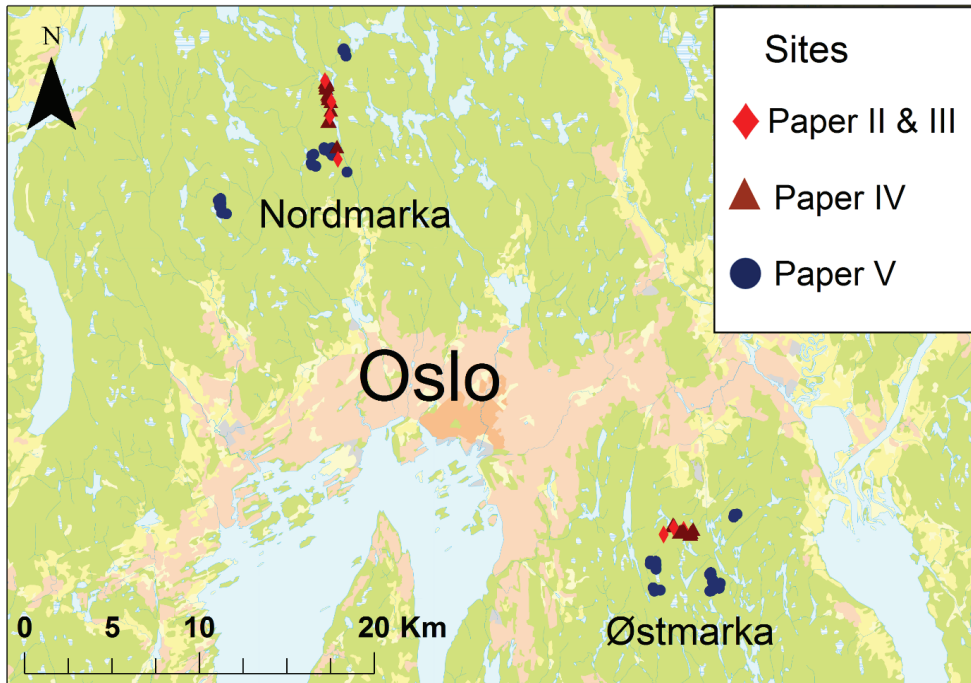 N
Sites
Paper II & III
Paper IV
Paper V
Nordmarka
Oslo
Østmarka
0 5 10 20 Km